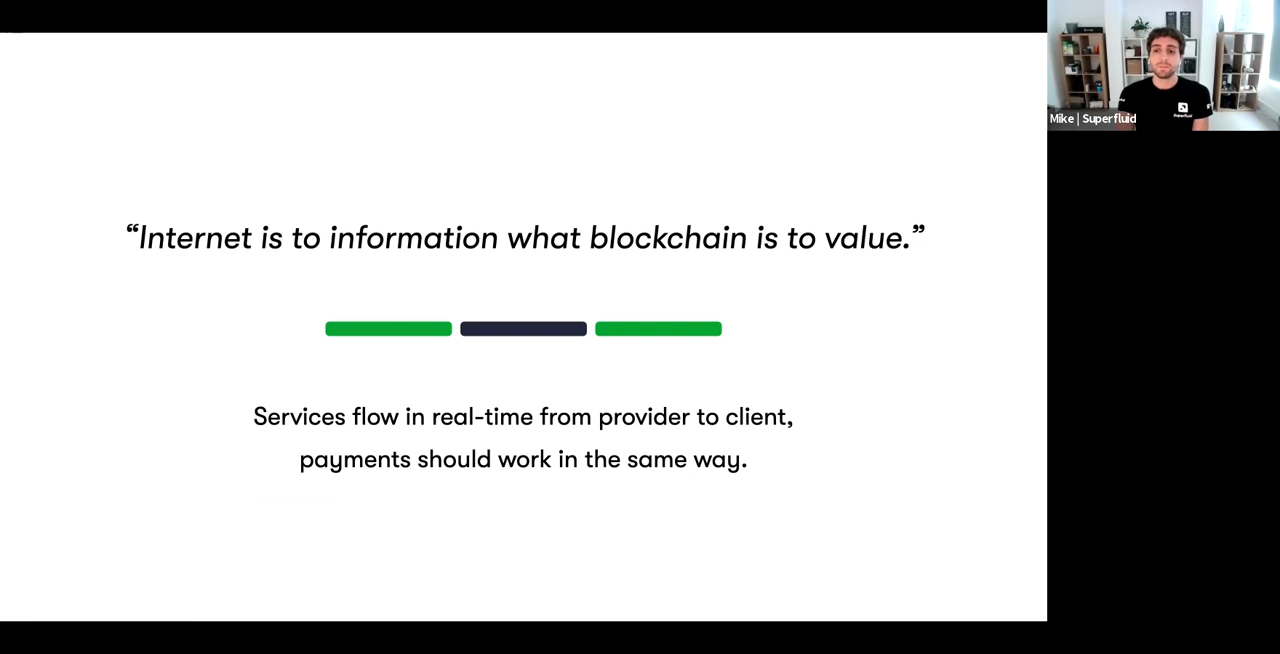 “Internet is to information what blockchain is to value.”
Services flow in real-time from provider to client,
payments should work in the same way.
Mike | Superfluid